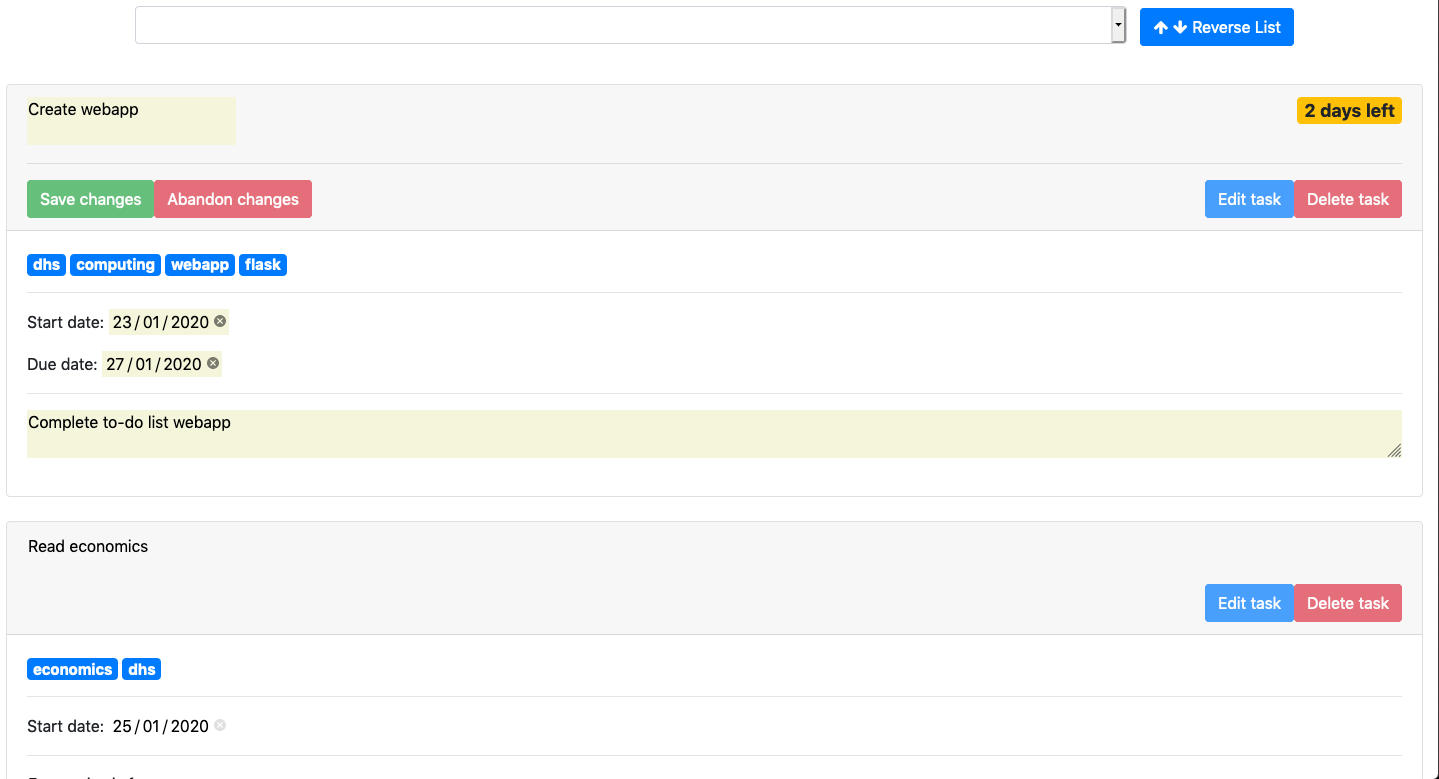 Reverse List
Create webapp
2 days left
Save changes Abandon changes Edit task Delete task
dhs computing webapp flask
Start date: 23/01/2020
Due date: 27/01/2020
Complete to-do list webapp
Read economics
Edit task Delete task
economics dhs
Start date: 25/01/2020